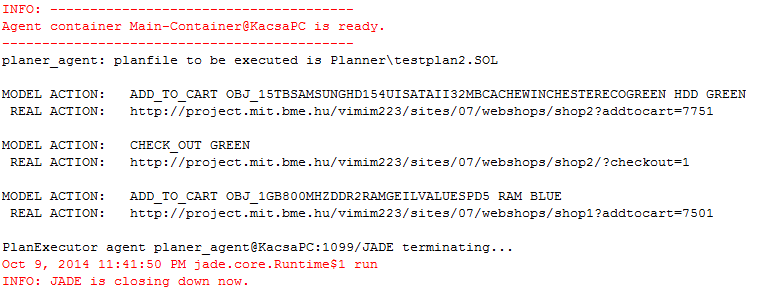 INFO: --------------------------------------
Agent container Main-Container@KacsaPC is ready.
--------------------------------------------
planer_agent: planfile to be executed is Planner\testplan2.SOL
MODEL ACTION: ADD_TO_CART OBJ_15TBSAMSUNGHD154UISATAII32MBCACHEWINCHESTERECOGREEN HDD GREEN
REAL ACTION: http://project.mit.bme.hu/vimim223/sites/07/webshops/shop2?addtocart=7751
MODEL ACTION: CHECK_OUT GREEN
REAL ACTION: http://project.mit.bme.hu/vimim223/sites/07/webshops/shop2/?checkout=1
MODEL ACTION: ADD_TO_CART OBJ_1GB800MHZDDR2RAMGEILVALUESPD5 RAM BLUE
REAL ACTION: http://project.mit.bme.hu/vimim223/sites/07/webshops/shop1?addtocart=7501
PlanExecutor agent planer_agent@KacsaPC:1099/JADE terminating...
Oct 9, 2014 11:41:50 PM jade.core.Runtime$1 run
INFO: JADE is closing down now.